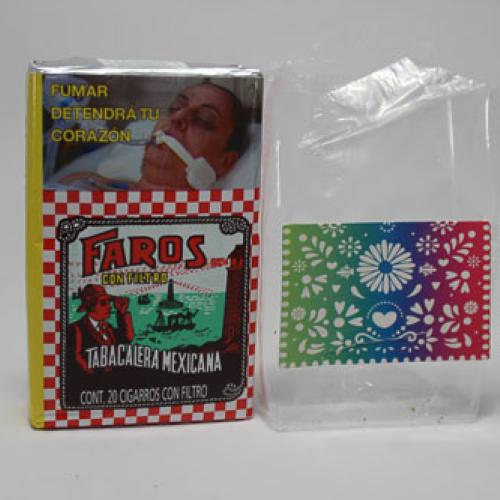 FUMAR
DETENDRÁ TU
CORAZÓN
FAROS
CON FILTRO
TABACALERA MEXICANA
CONT. 20 CIGARROS CON FILTRO